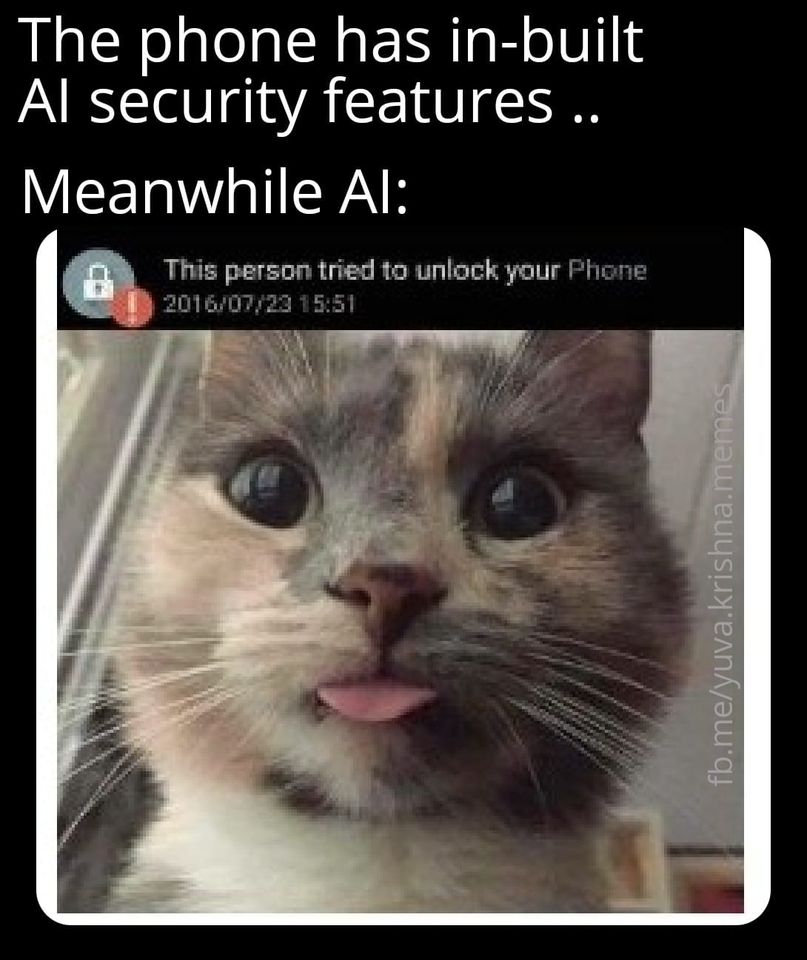 The phone has in-built
AI security features ..
Meanwhile AI:
This person tried to unlock your Phone
2016/07/23 15:51
fb.me/yuva.krishna.memes